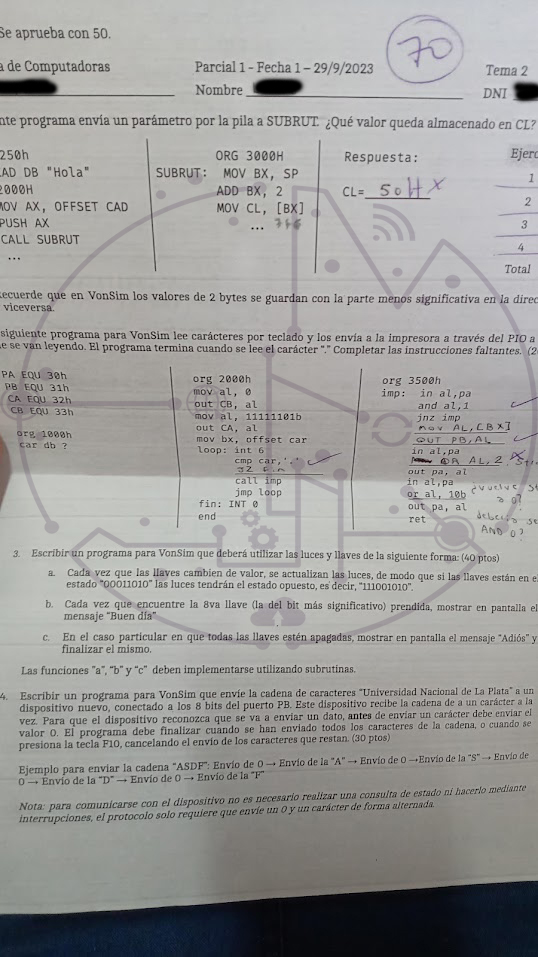 Se aprueba con 50.
70
a de Computadoras Parcial 1 - Fecha 1 - 29/9/2023 Tema 2
Nombre DNI
nte programa envía un parámetro por la pila a SUBRUT. ¿Qué valor queda almacenado en CL?
250h ORG 3000H Respuesta: Ejerc
CAD DB "Hola" SUBRUT: MOV BX, SP 1
2000H ADD BX, 2 CL= 50H X 2
MOV AX, OFFSET CAD MOV CL, [BX] 3
PUSH AX ... 4
CALL SUBRUT Total
...
Recuerde que en VonSim los valores de 2 bytes se guardan con la parte menos significativa en la direc
viceversa.
siguiente programa para VonSim lee carácteres por teclado y los envía a la impresora a través del PIO a
e se van leyendo. El programa termina cuando se lee el carácter "." Completar las instrucciones faltantes. (2
PA EQU 30h
PB EQU 31h
CA EQU 32h
CB EQU 33h
org 1000h
car db ?
org 2000h
mov al, 0
out CB, al
mov al, 11111101b
out CA, al
mov bx, offset car
loop: int 6
cmp car, '.'
JZ fin
call imp
jmp loop
fin: INT 0
end
org 3500h
imp: in al,pa
and al,1
jnz imp
mov AL,[BX]
OUT PB,AL
in al,pa
OR AL, 2
out pa, al
in al,pa
or al, 10b
out pa, al
ret
¿vuelve
a 0?
AND 0?
3. Escribir un programa para VonSim que deberá utilizar las luces y llaves de la siguiente forma: (40 ptos)
a. Cada vez que las llaves cambien de valor, se actualizan las luces, de modo que si las llaves están en e
estado "00011010" las luces tendrán el estado opuesto, es decir, "111001010".
b. Cada vez que encuentre la 8va llave (la del bit más significativo) prendida, mostrar en pantalla el
mensaje "Buen día"
c. En el caso particular en que todas las llaves estén apagadas, mostrar en pantalla el mensaje "Adiós" y
finalizar el mismo.
Las funciones "a", "b" y "c" deben implementarse utilizando subrutinas.
4. Escribir un programa para VonSim que envíe la cadena de caracteres "Universidad Nacional de La Plata" a un
dispositivo nuevo, conectado a los 8 bits del puerto PB. Este dispositivo recibe la cadena de a un carácter a la
vez. Para que el dispositivo reconozca que se va a enviar un dato, antes de enviar un carácter debe enviar el
valor 0. El programa debe finalizar cuando se han enviado todos los caracteres de la cadena, o cuando se
presiona la tecla F10, cancelando el envío de los caracteres que restan. (30 ptos)
Ejemplo para enviar la cadena "ASDF": Envío de 0 → Envío de la "A" → Envío de 0 →Envío de la "S" → Envío de
0 → Envío de la "D" → Envío de 0 → Envío de la "F"
Nota: para comunicarse con el dispositivo no es necesario realizar una consulta de estado ni hacerlo mediante
interrupciones, el protocolo solo requiere que envíe un 0 y un carácter de forma alternada.